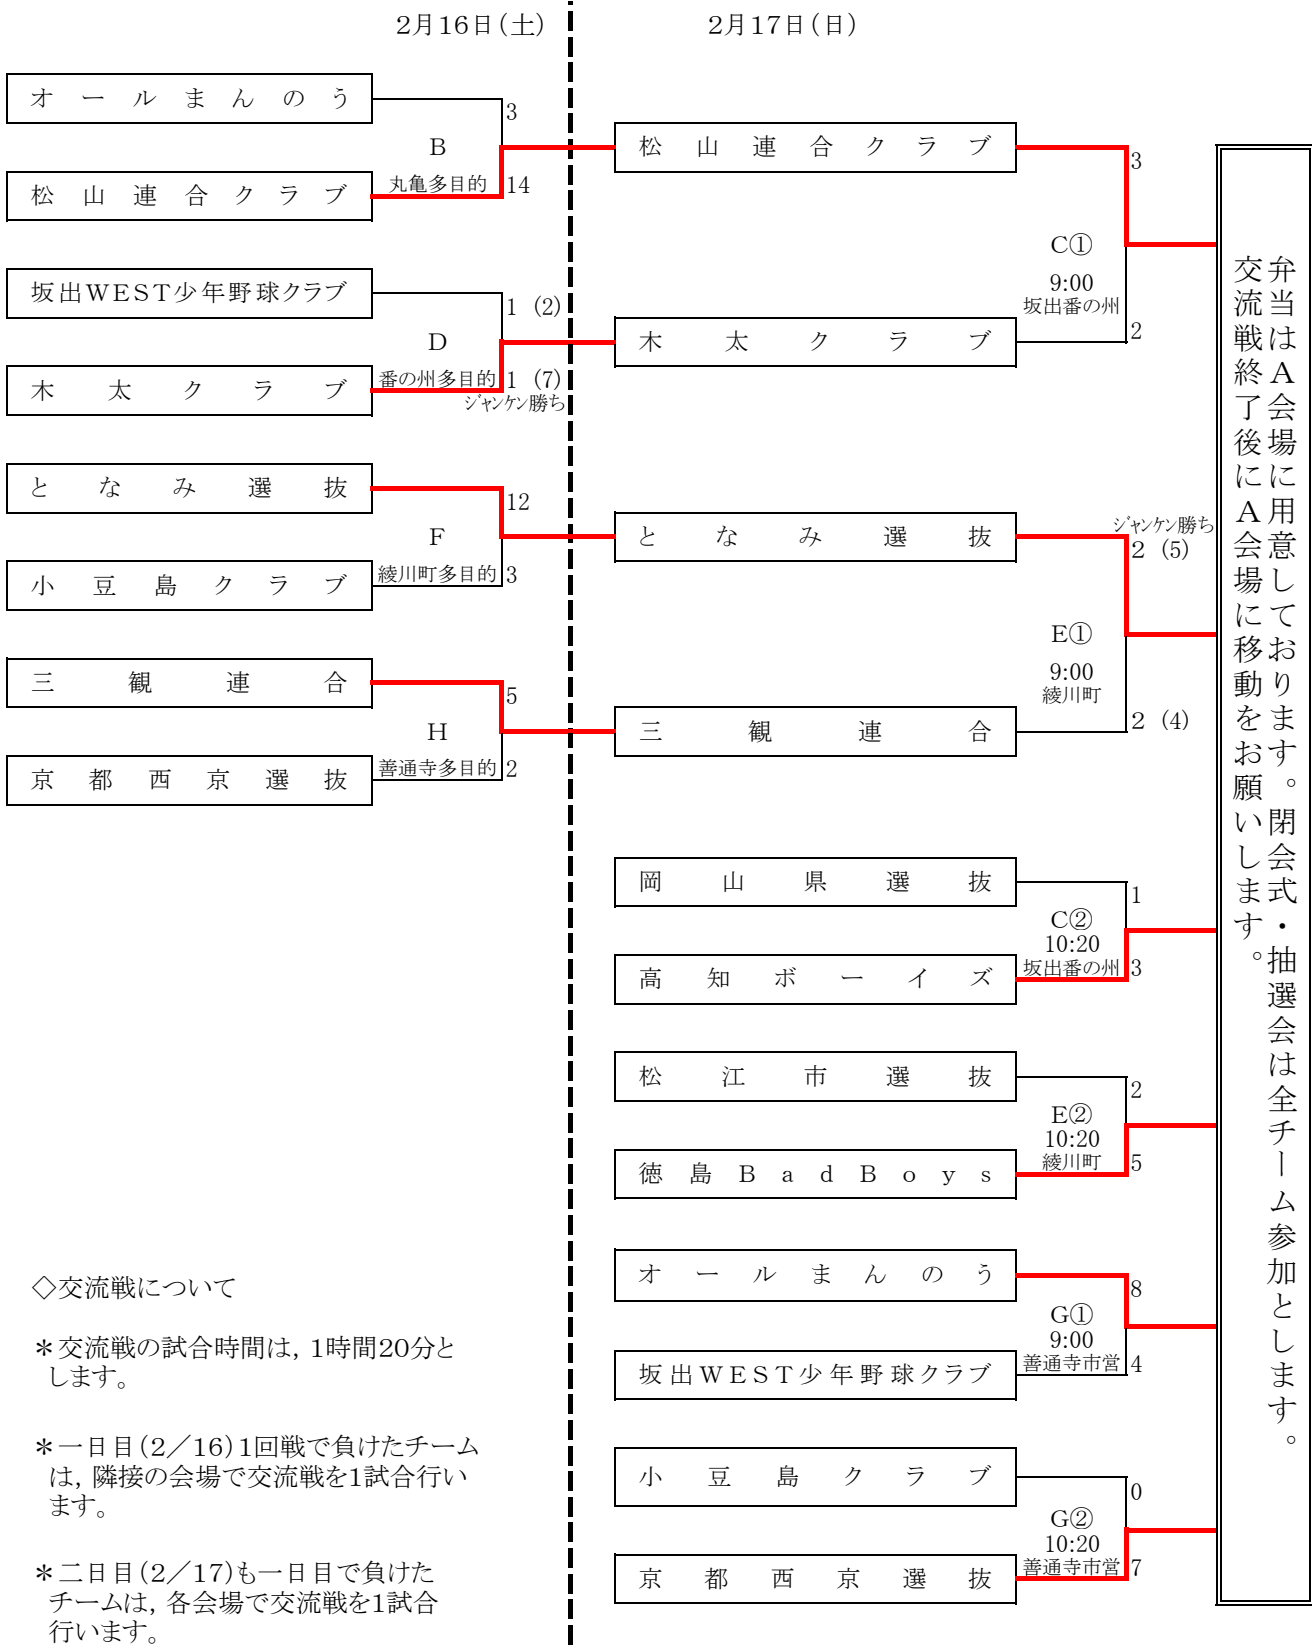 2月16日(土)
2月17日(日)
オールまんのう
3
B
丸亀多目的
松山連合クラブ
14
坂出WEST少年野球クラブ
1 (2)
D
番の州多目的
木太クラブ
1 (7)
ジャンケン勝ち
となみ選抜
12
F
綾川町多目的
小豆島クラブ
3
三観連合
5
H
善通寺多目的
京都西京選抜
2
松山連合クラブ
3
C①
9:00
坂出番の州
木太クラブ
2
となみ選抜
ジャンケン勝ち
2 (5)
E①
9:00
綾川町
三観連合
2 (4)
岡山県選抜
1
C②
10:20
坂出番の州
高知ボーイズ
3
松江市選抜
2
E②
10:20
綾川町
徳島BadBoys
5
オールまんのう
8
G①
9:00
善通寺市営
坂出WEST少年野球クラブ
4
小豆島クラブ
0
G②
10:20
善通寺市営
京都西京選抜
7
弁当はA会場に用意しております。閉会式・抽選会は全チーム参加とします。
交流戦終了後にA会場に移動をお願いします。
◇交流戦について
＊交流戦の試合時間は，1時間20分と
します。
＊一日目(2／16)1回戦で負けたチーム
は，隣接の会場で交流戦を1試合行い
ます。
＊二日目(2／17)も一日目で負けた
チームは，各会場で交流戦を1試合
行います。